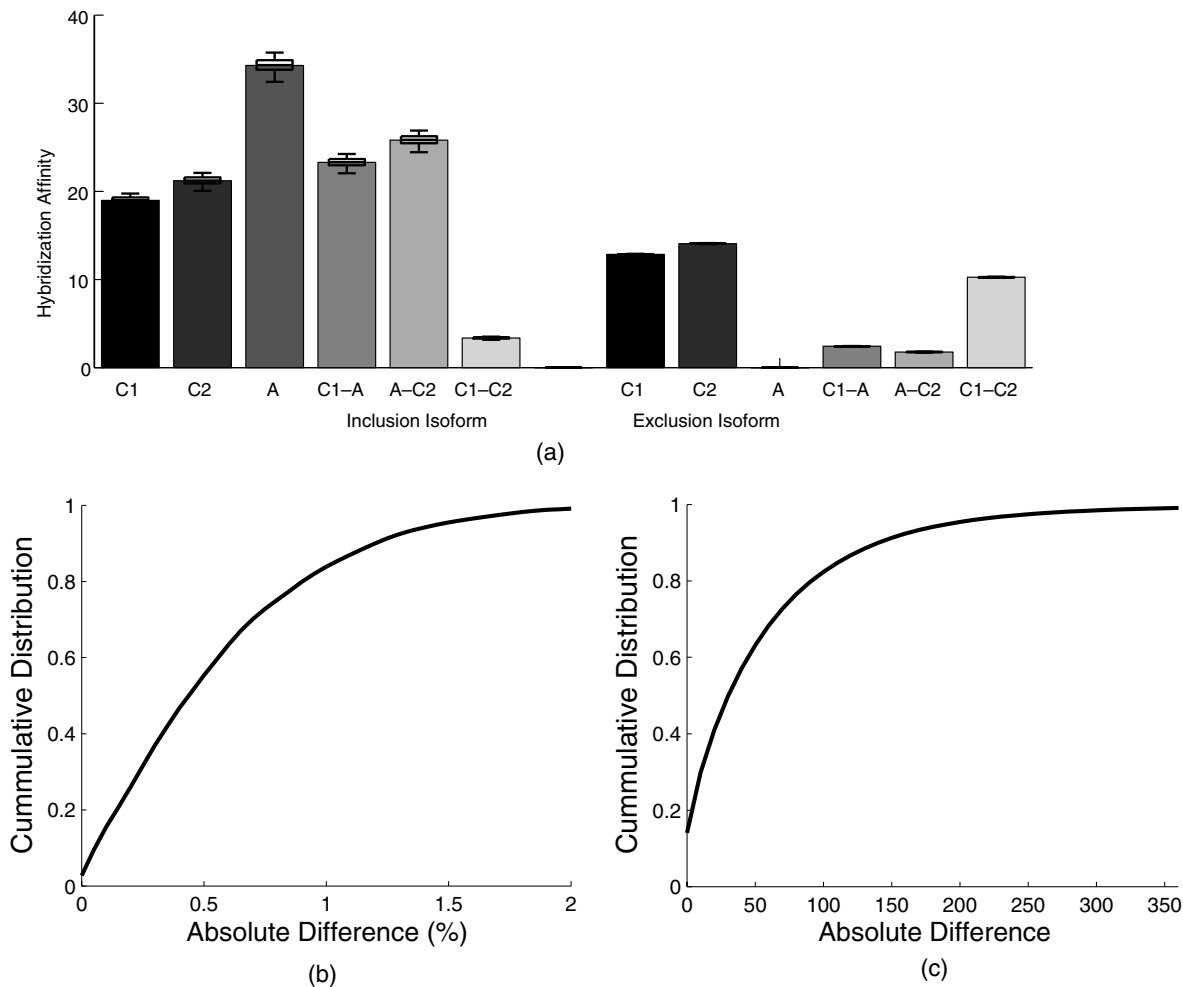 40
30
20
10
0
Hybridization Affinity
C1 C2 A C1–A A–C2 C1–C2 C1 C2 A C1–A A–C2 C1–C2
Inclusion Isoform Exclusion Isoform
(a)
1
0.8
0.6
0.4
0.2
0
Cummulative Distribution
0 0.5 1 1.5 2
Absolute Difference (%)
(b)
1
0.8
0.6
0.4
0.2
0
Cummulative Distribution
0 50 100 150 200 250 300 350
Absolute Difference
(c)